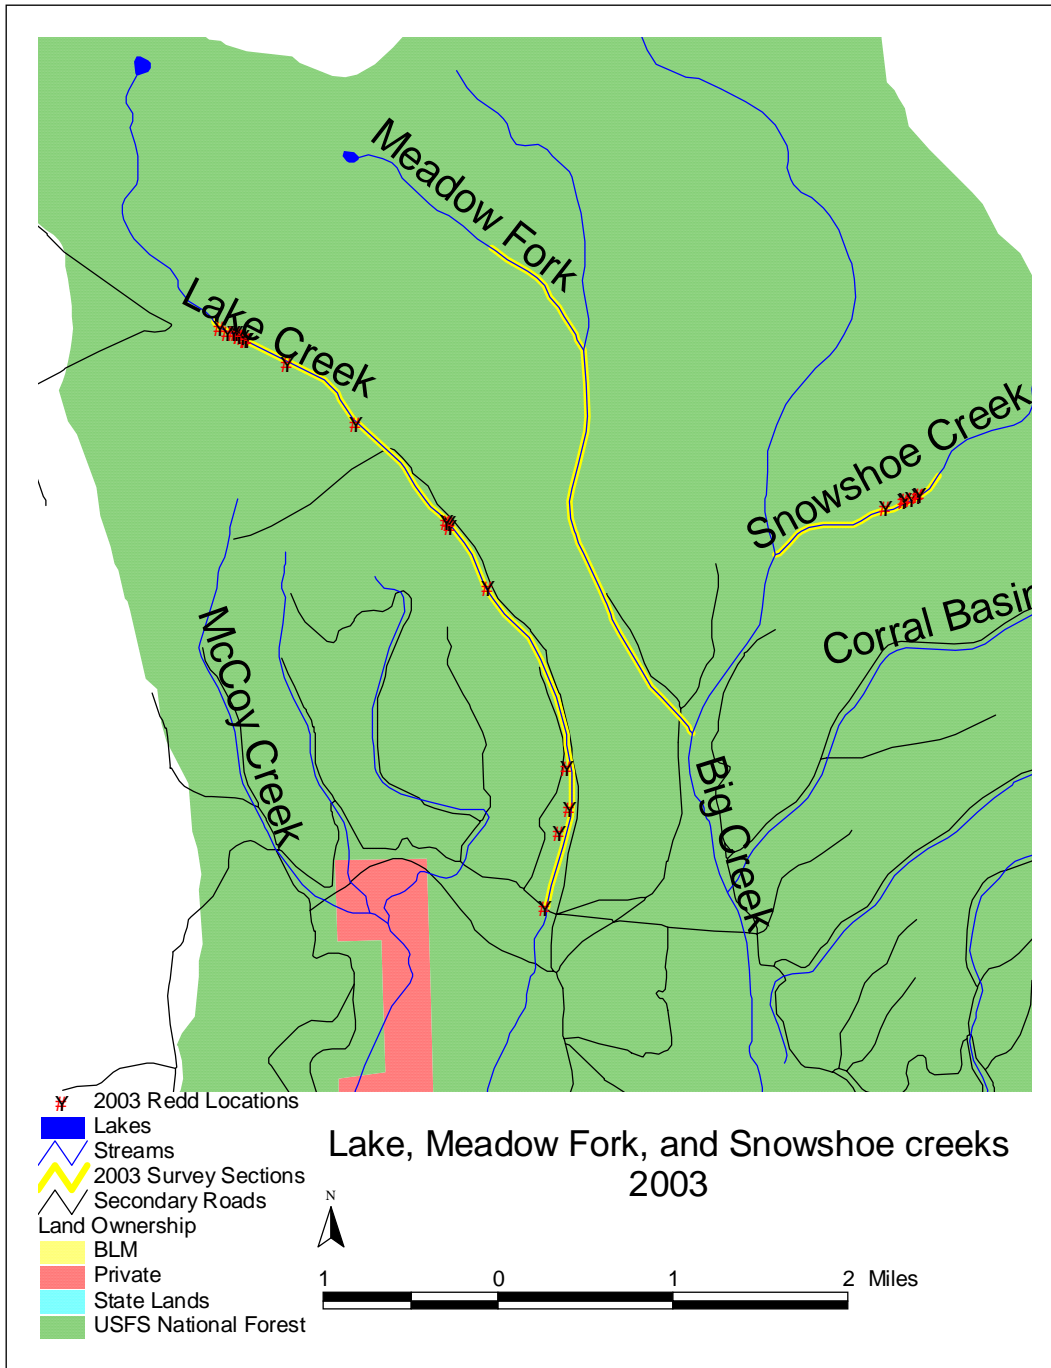 Meadow Fork
Lake Creek
Snowshoe Creek
Corral Basin
McCoy Creek
Big Creek
2003 Redd Locations
Lakes
Streams
2003 Survey Sections
Secondary Roads
Land Ownership
BLM
Private
State Lands
USFS National Forest
Lake, Meadow Fork, and Snowshoe creeks
2003
N
1 0 1 2 Miles